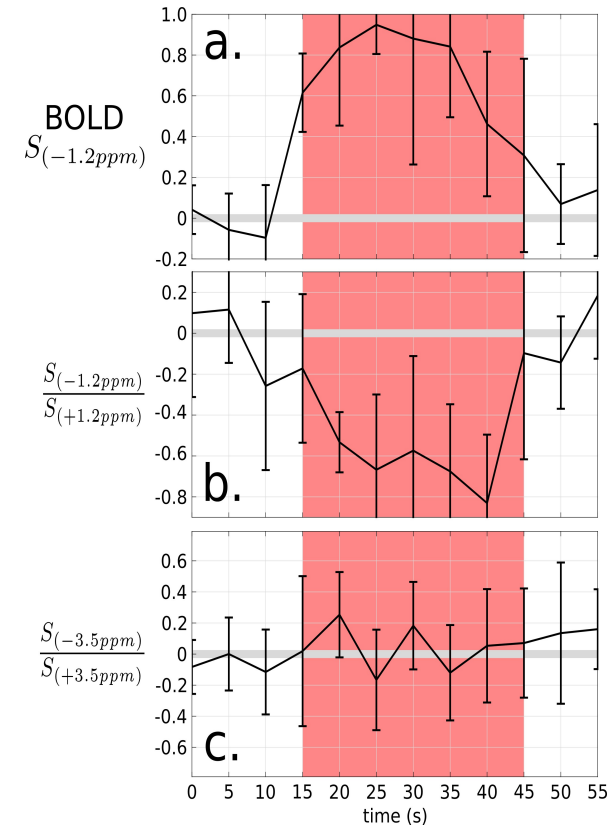 a.
BOLD
S(−1.2ppm)
1.0
0.8
0.6
0.4
0.2
0
-0.2
b.
S(−1.2ppm)
S(+1.2ppm)
0.2
0
-0.2
-0.4
-0.6
-0.8
c.
S(−3.5ppm)
S(+3.5ppm)
0.6
0.4
0.2
0
-0.2
-0.4
-0.6
0 5 10 15 20 25 30 35 40 45 50 55
time (s)